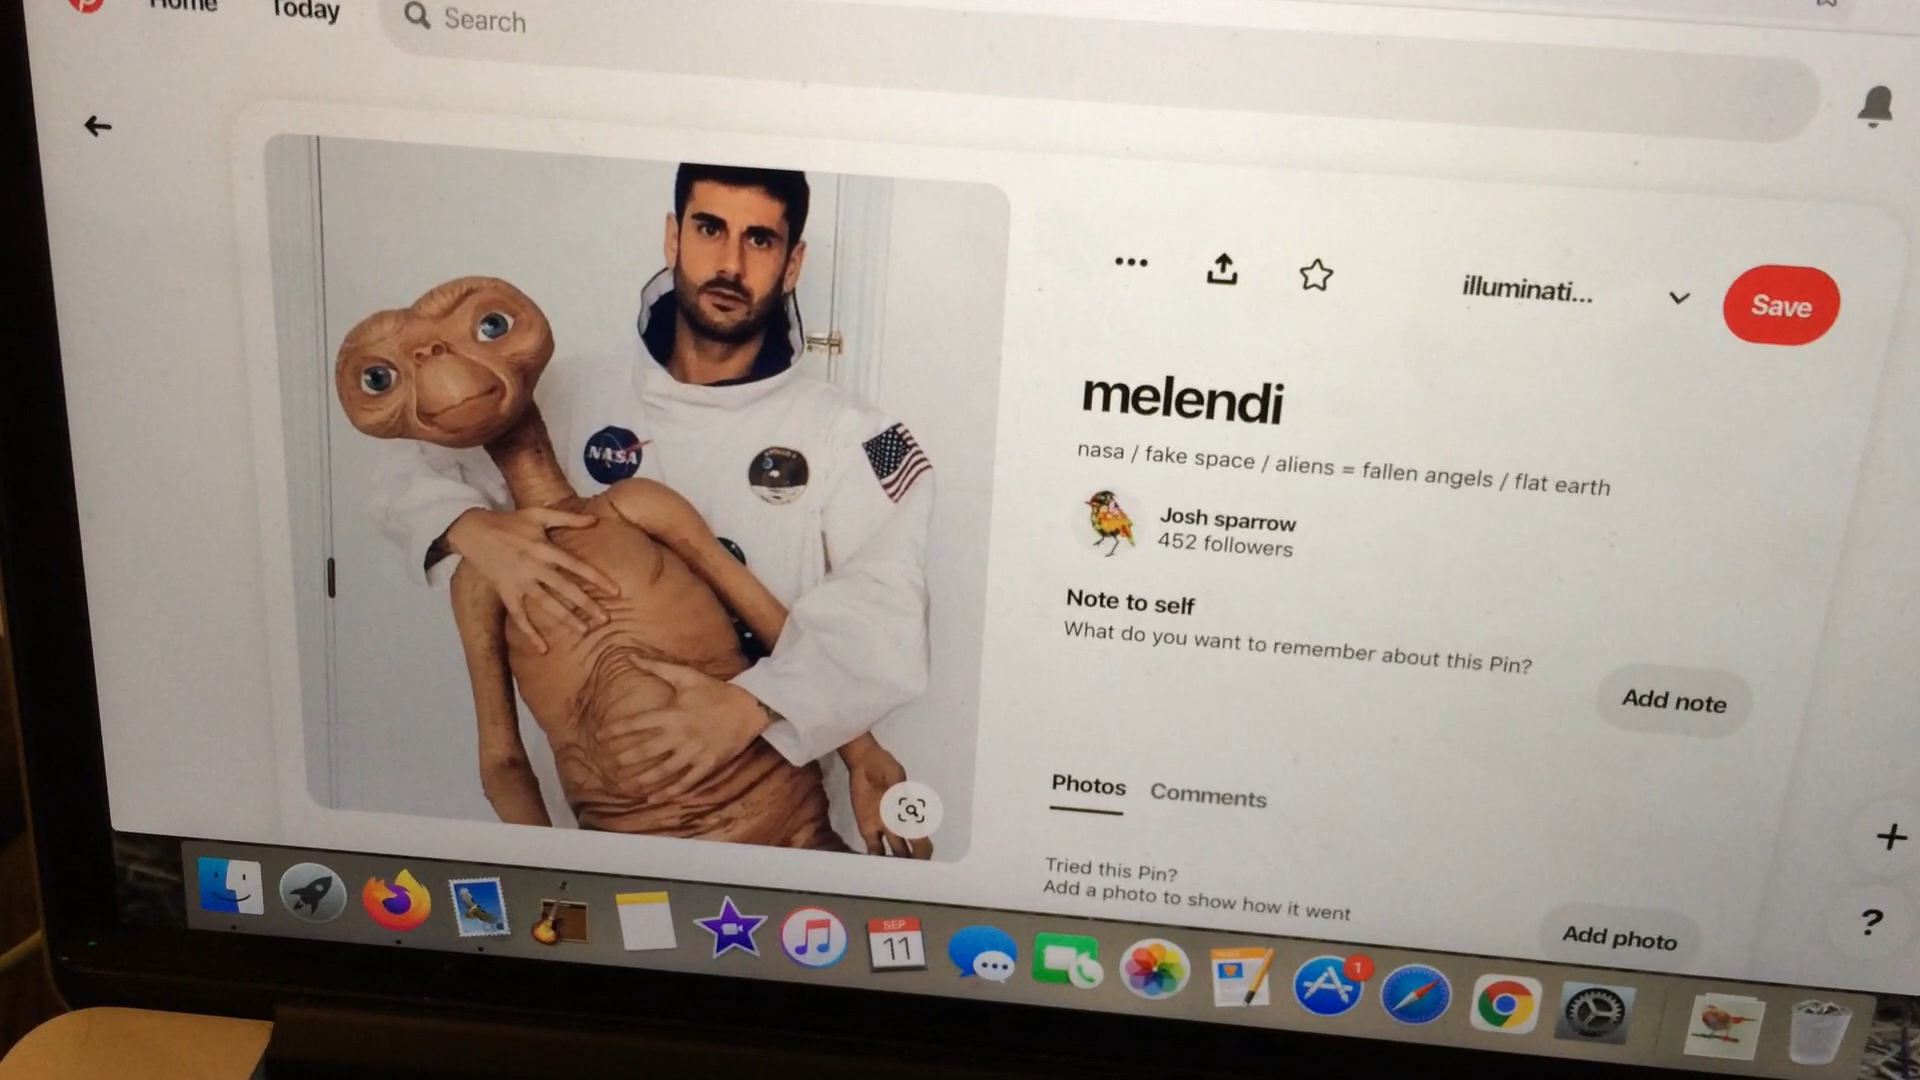 Home Today Search
illuminati... Save
melendi
nasa / fake space / aliens = fallen angels / flat earth
Josh sparrow
452 followers
Note to self
What do you want to remember about this Pin?
Add note
Photos Comments
Tried this Pin?
Add a photo to show how it went
Add photo
?
NASA
SEP
11
1